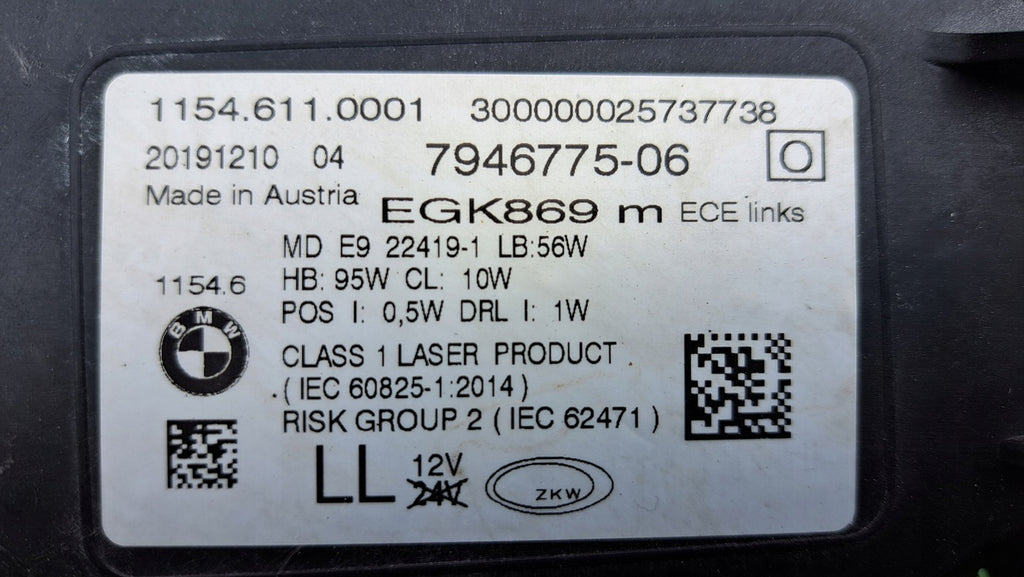 1154.611.0001 300000025737738
20191210 04 7946775-06 O
Made in Austria EGK869 m ECE links
MD E9 22419-1 LB:56W
1154.6 HB: 95W CL: 10W
POS I: 0,5W DRL I: 1W
BMW
CLASS 1 LASER PRODUCT
(IEC 60825-1:2014)
RISK GROUP 2 (IEC 62471)
LL 12V
24V
ZKW